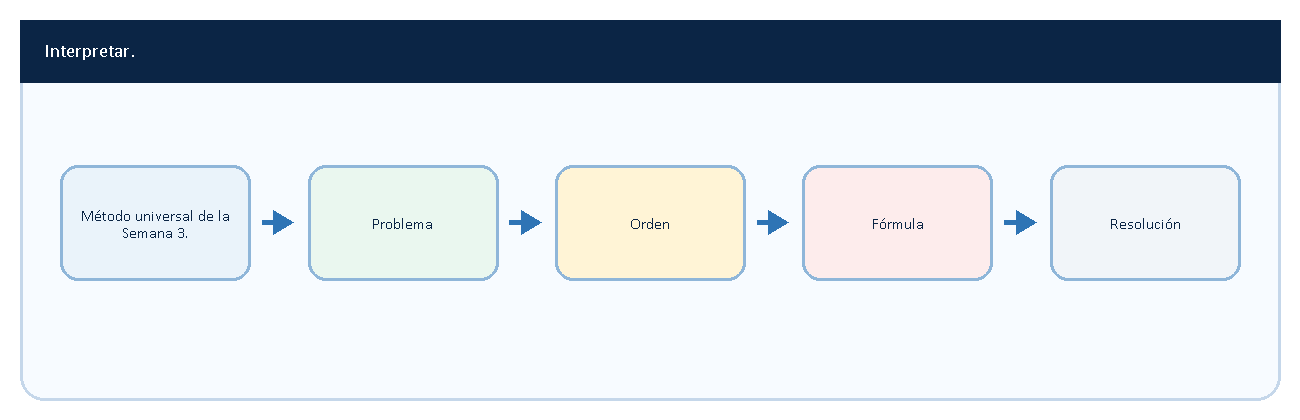 Interpretar.
Método universal de la
Semana 3.
Problema
Orden
Fórmula
Resolución